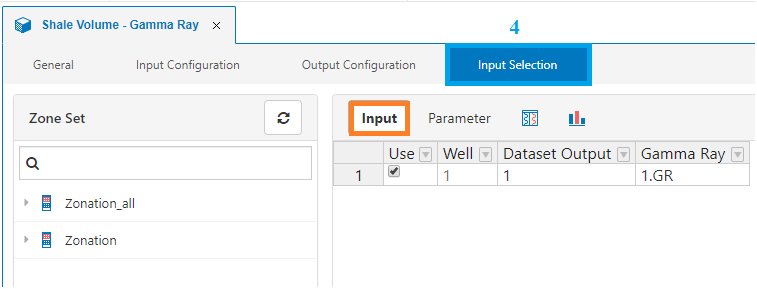 Shale Volume - Gamma Ray ×
4
General Input Configuration Output Configuration Input Selection
Zone Set
Input Parameter
Use Well Dataset Output Gamma Ray
1 1 1 1.GR
Zonation_all
Zonation